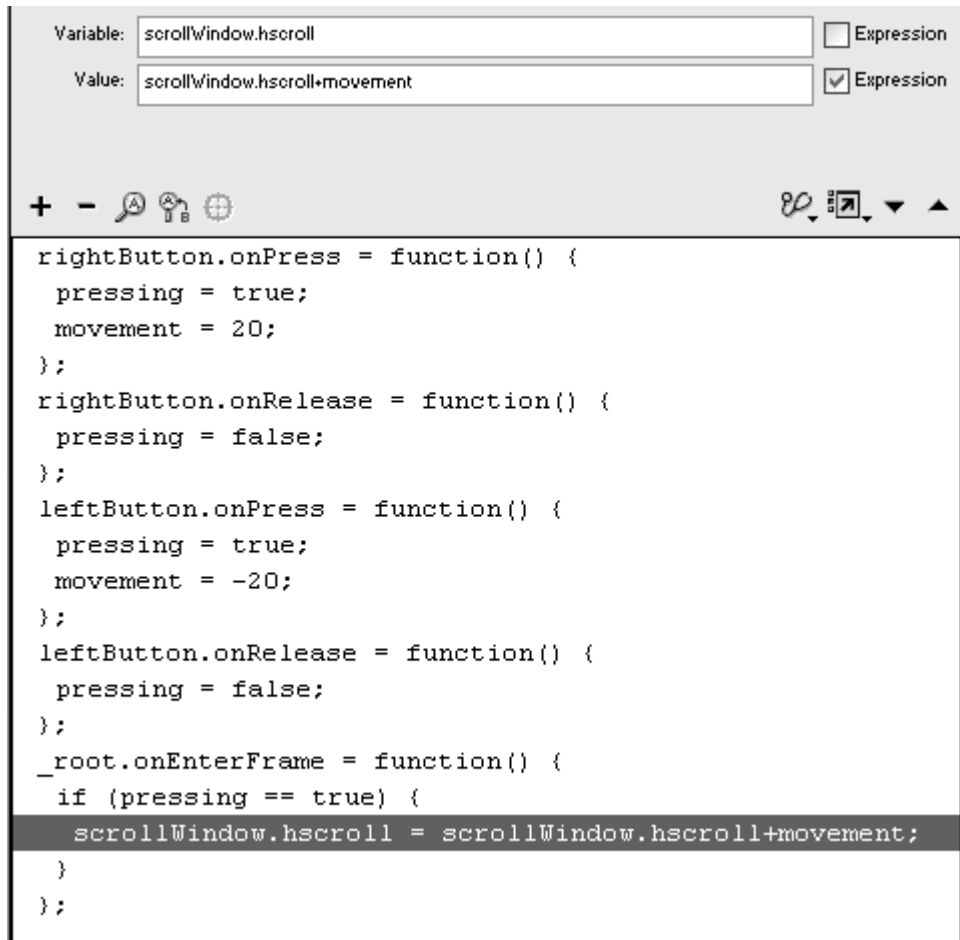 Variable: scrollWindow.hscroll Expression
Value: scrollWindow.hscroll+movement Expression
rightButton.onPress = function() {
pressing = true;
movement = 20;
};
rightButton.onRelease = function() {
pressing = false;
};
leftButton.onPress = function() {
pressing = true;
movement = -20;
};
leftButton.onRelease = function() {
pressing = false;
};
_root.onEnterFrame = function() {
if (pressing == true) {
scrollWindow.hscroll = scrollWindow.hscroll+movement;
}
};